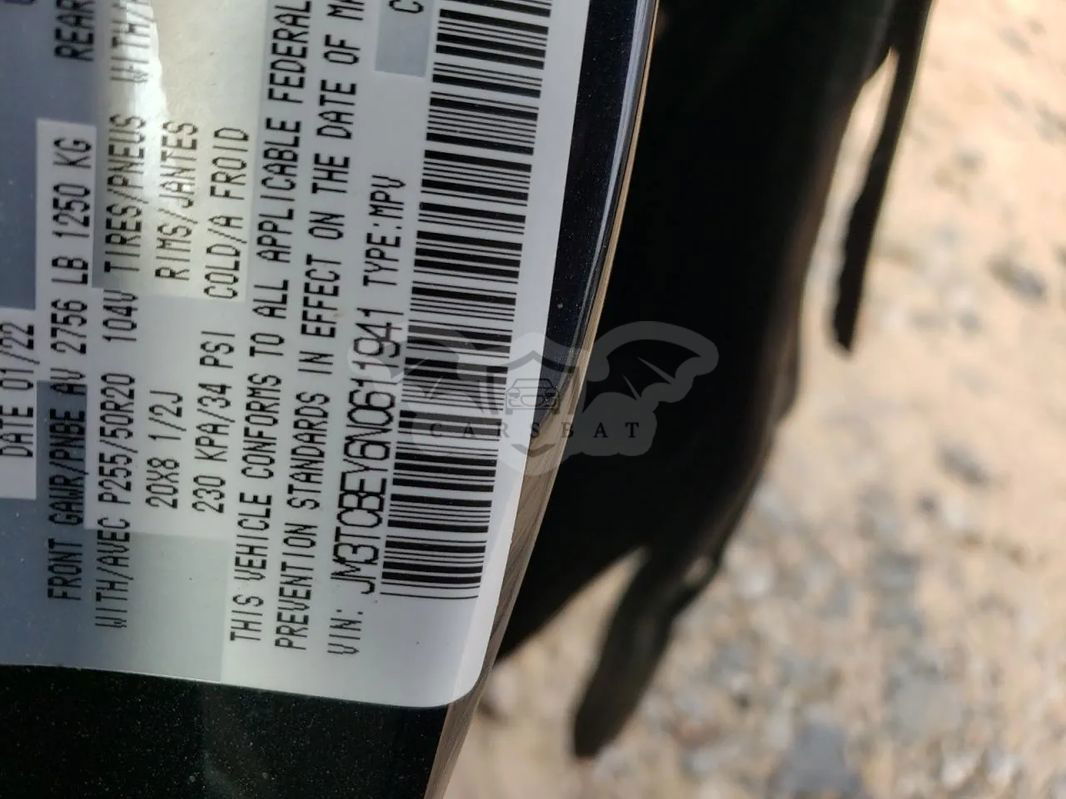 DATE 01/22
FRONT GAWR/PNBE AV 2756 LB 1250 KG
REAR
WITH/AVEC P255/50R20 104V TIRES/PNEUS WITH/
20X8 1/2J RIMS/JANTES
230 KPA/34 PSI COLD/A FROID
THIS VEHICLE CONFORMS TO ALL APPLICABLE FEDERAL
PREVENTION STANDARDS IN EFFECT ON THE DATE OF MA
VIN: JM3TCBEY6N0611941 TYPE:MPV C
CARSBAT